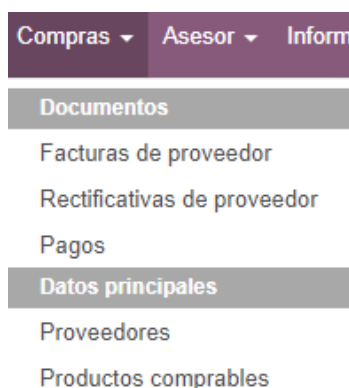 Compras Asesor Inform
Documentos
Facturas de proveedor
Rectificativas de proveedor
Pagos
Datos principales
Proveedores
Productos comprables